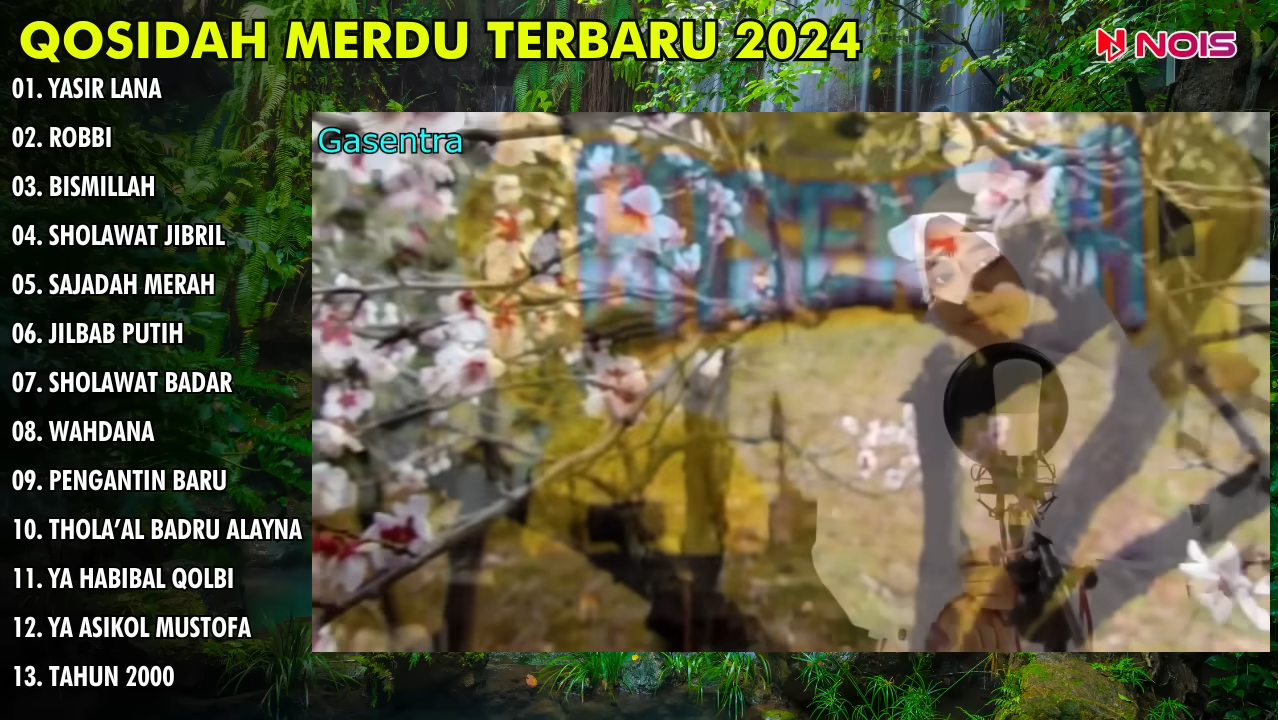 QOSIDAH MERDU TERBARU 2024
NOIS
01. YASIR LANA
02. ROBBI
03. BISMILLAH
04. SHOLAWAT JIBRIL
05. SAJADAH MERAH
06. JILBAB PUTIH
07. SHOLAWAT BADAR
08. WAHDANA
09. PENGANTIN BARU
10. THOLA’AL BADRU ALAYNA
11. YA HABIBAL QOLBI
12. YA ASIKOL MUSTOFA
13. TAHUN 2000
Gasentra